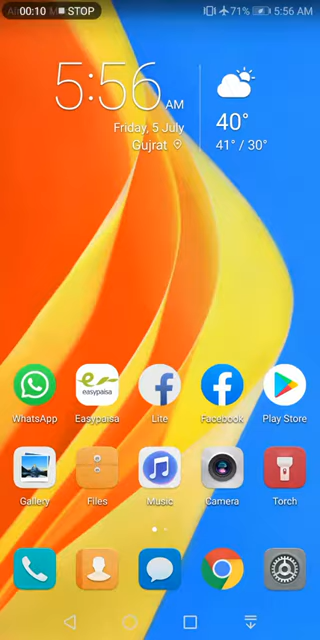 00:10 STOP 71% 5:56 AM
5:56 AM
Friday, 5 July
Gujrat
40°
41° / 30°
easypaisa
WhatsApp Easypaisa Lite Facebook Play Store
Gallery Files Music Camera Torch